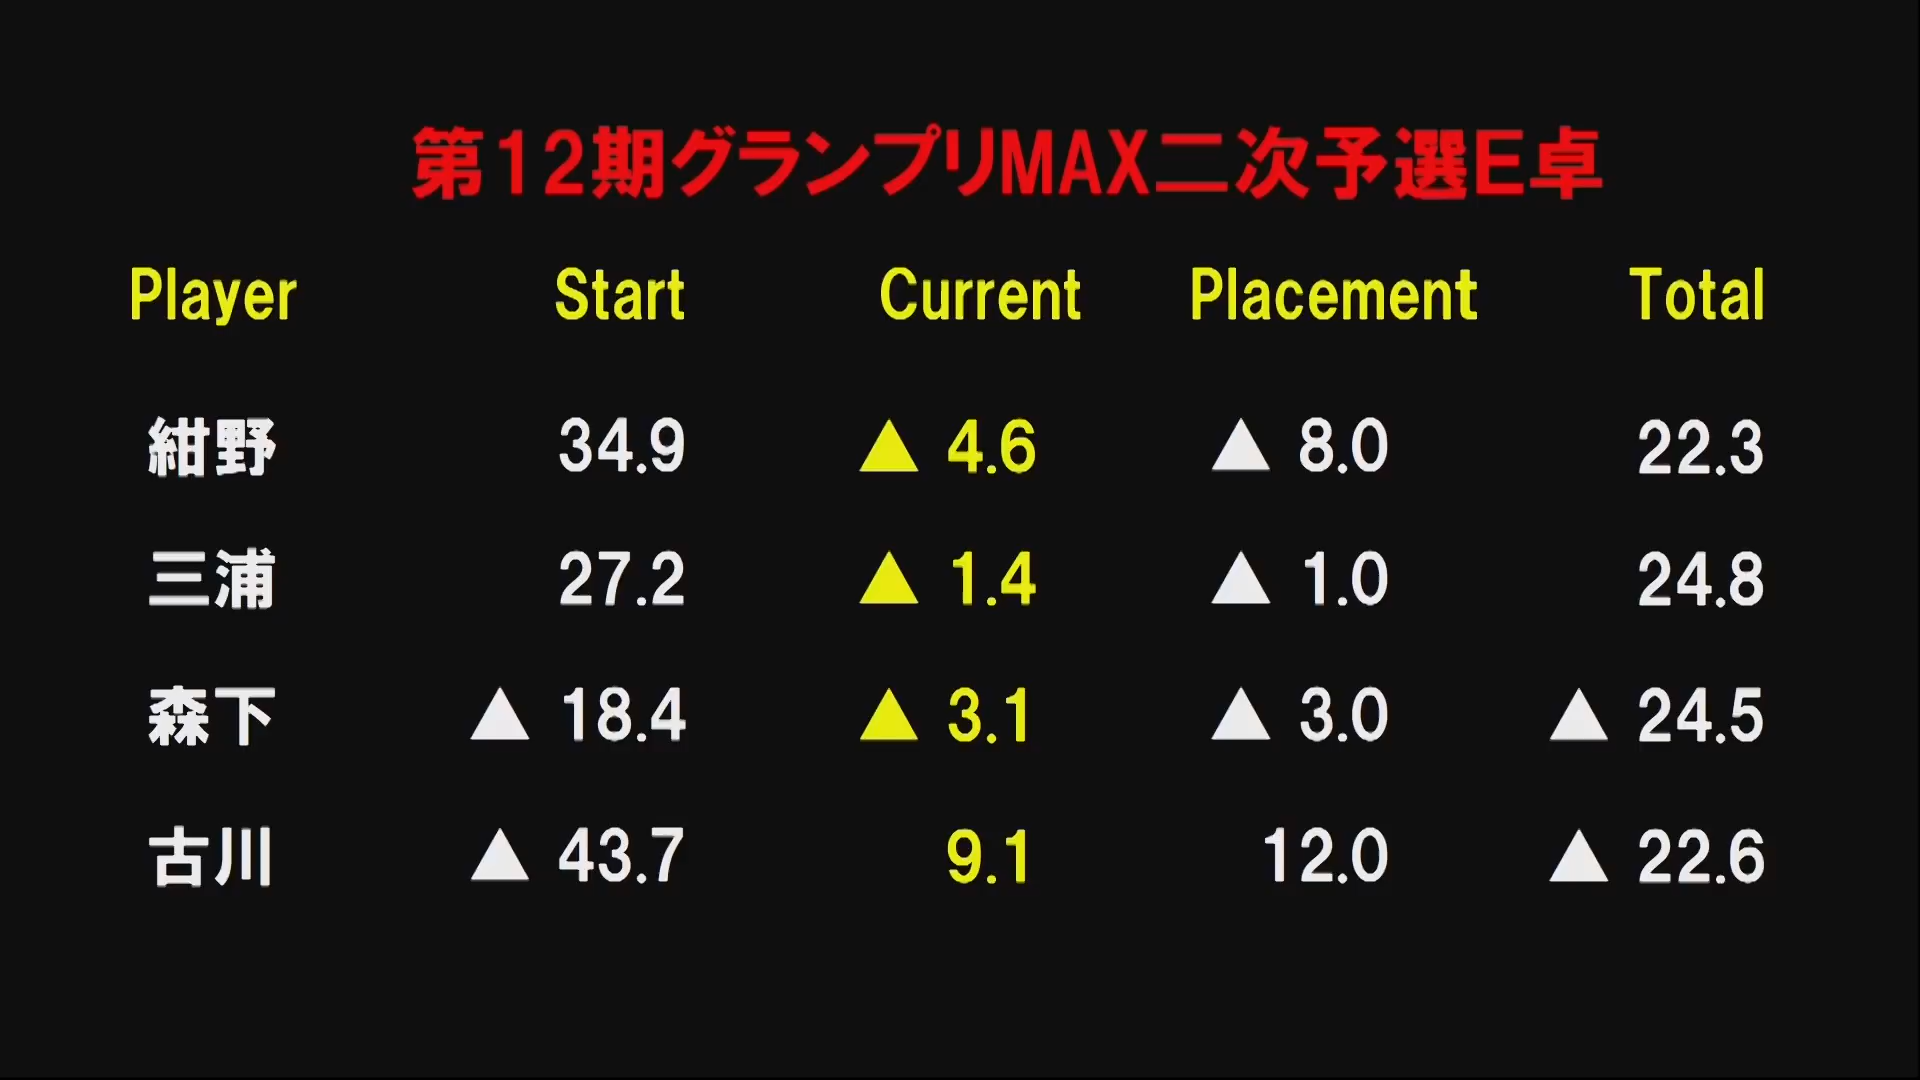 第12期グランプリMAX二次予選E卓
Player Start Current Placement Total
紺野 34.9 ▲ 4.6 ▲ 8.0 22.3
三浦 27.2 ▲ 1.4 ▲ 1.0 24.8
森下 ▲ 18.4 ▲ 3.1 ▲ 3.0 ▲ 24.5
古川 ▲ 43.7 9.1 12.0 ▲ 22.6